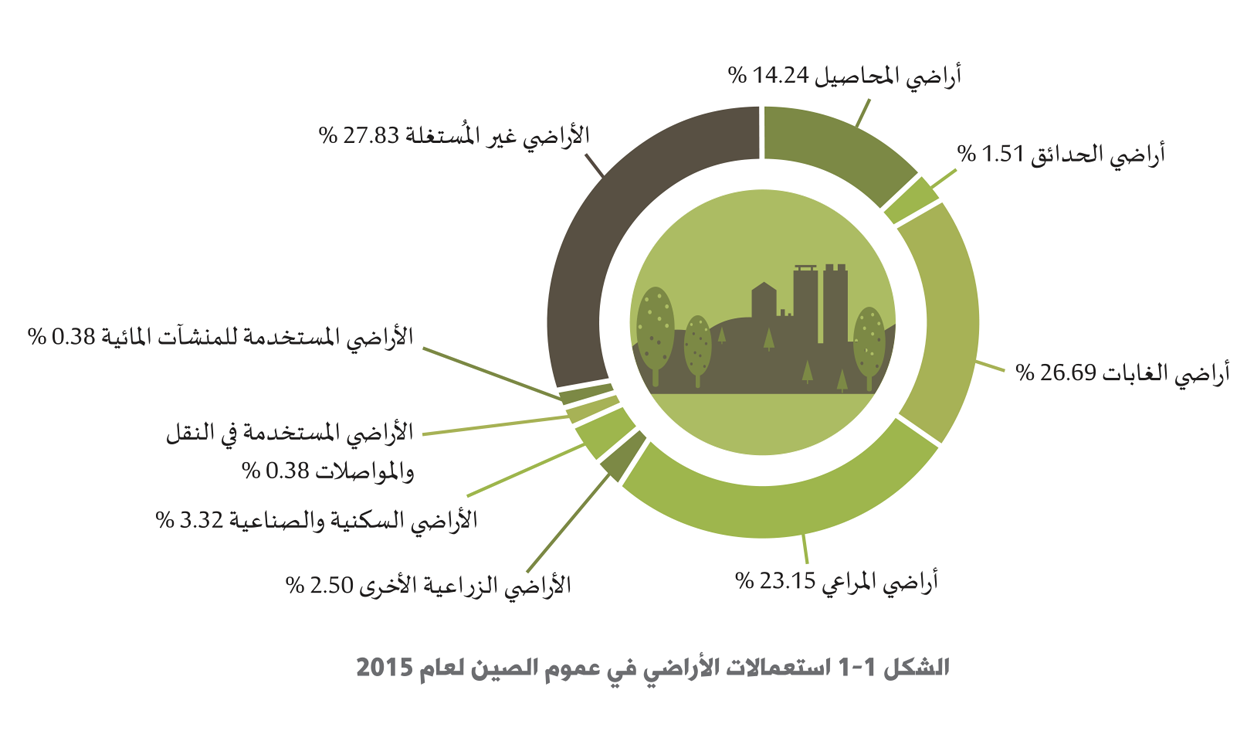 أراضي المحاصيل 14.24 %
الأراضي غير المُستغلة 27.83 %
أراضي الحدائق 1.51 %
الأراضي المستخدمة للمنشآت المائية 0.38 %
أراضي الغابات 26.69 %
الأراضي المستخدمة في النقل
والمواصلات 0.38 %
الأراضي السكنية والصناعية 3.32 %
أراضي المراعي 23.15 %
الأراضي الزراعية الأخرى 2.50 %
الشكل 1-1 استعمالات الأراضي في عموم الصين لعام 2015